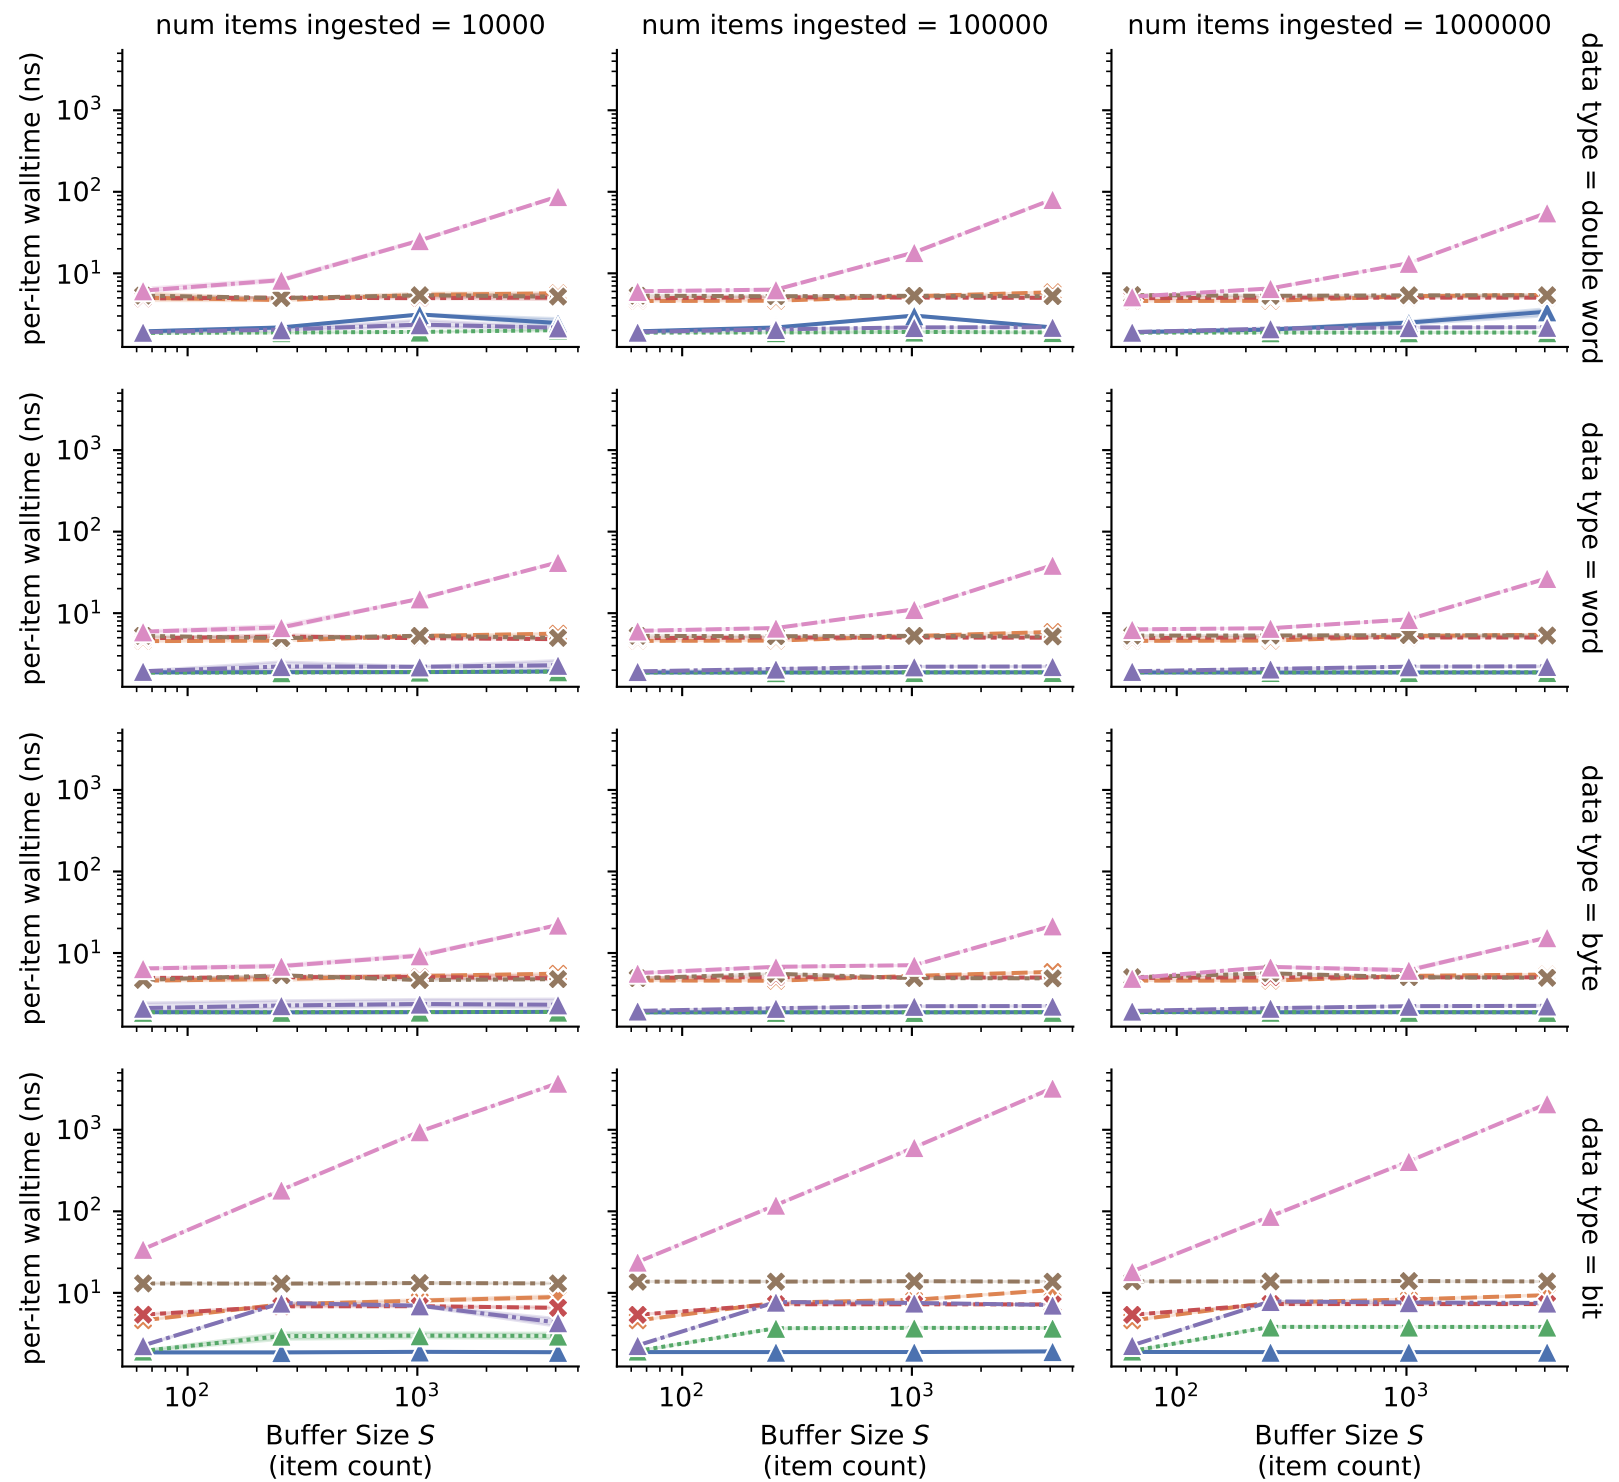 num items ingested = 10000
num items ingested = 100000
num items ingested = 1000000
per-item walltime (ns)
10³
10²
10¹
data type = double word
per-item walltime (ns)
10³
10²
10¹
data type = word
per-item walltime (ns)
10³
10²
10¹
data type = byte
per-item walltime (ns)
10³
10²
10¹
data type = bit
10² 10³
10² 10³
10² 10³
Buffer Size S
(item count)
Buffer Size S
(item count)
Buffer Size S
(item count)